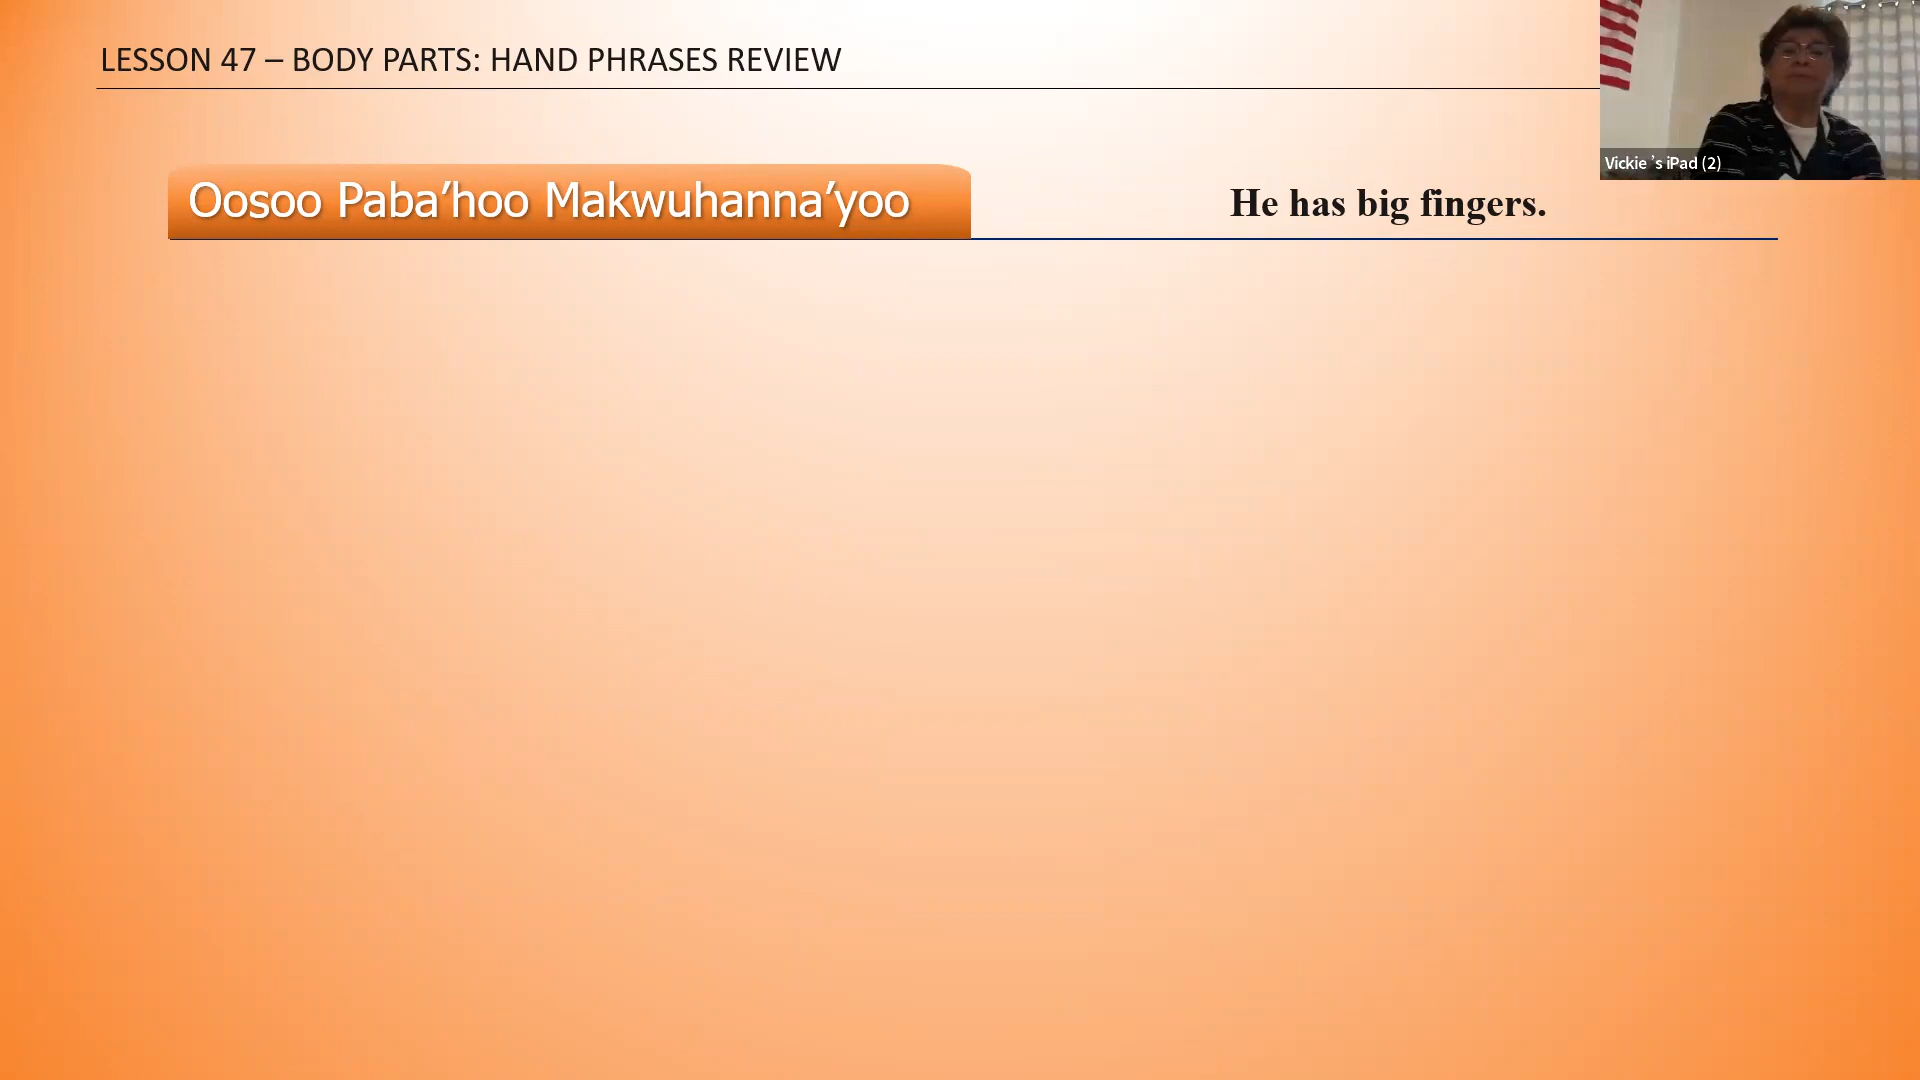 LESSON 47 – BODY PARTS: HAND PHRASES REVIEW
Oosoo Paba’hoo Makwuhanna’yoo
He has big fingers.
Vickie ’s iPad (2)